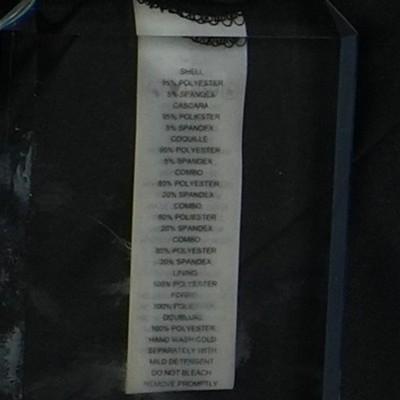 SHELL
95% POLYESTER
5% SPANDEX
CASCARA
95% POLIESTER
5% SPANDEX
COQUILLE
95% POLYESTER
5% SPANDEX
COMBO
80% POLYESTER
20% SPANDEX
COMBO
80% POLIESTER
20% SPANDEX
COMBO
80% POLYESTER
20% SPANDEX
LINING
100% POLYESTER
FORRO
100% POLIESTER
DOUBLURE
100% POLYESTER
HAND WASH COLD
SEPARATELY WITH
MILD DETERGENT
DO NOT BLEACH
REMOVE PROMPTLY